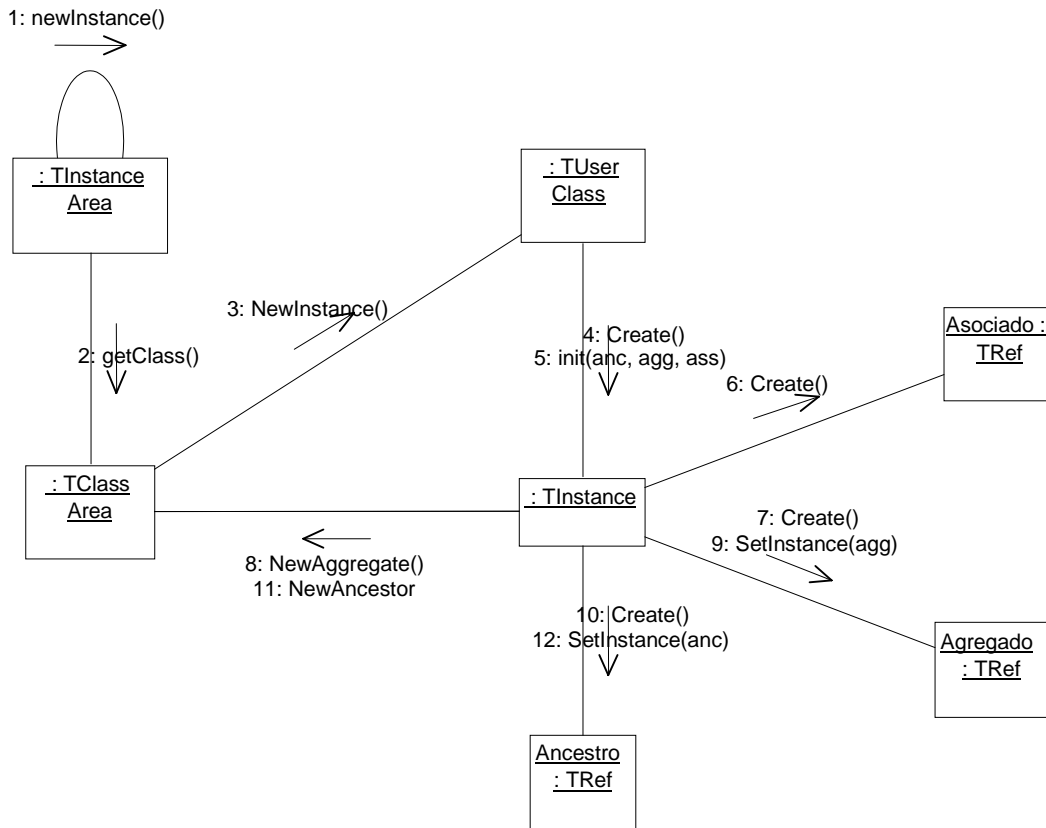 1: newInstance()
: TInstance
Area
: TUser
Class
3: NewInstance()
2: getClass()
4: Create()
5: init(anc, agg, ass)
6: Create()
Asociado :
TRef
: TClass
Area
: TInstance
7: Create()
9: SetInstance(agg)
8: NewAggregate()
11: NewAncestor
10: Create()
12: SetInstance(anc)
Agregado
: TRef
Ancestro
: TRef